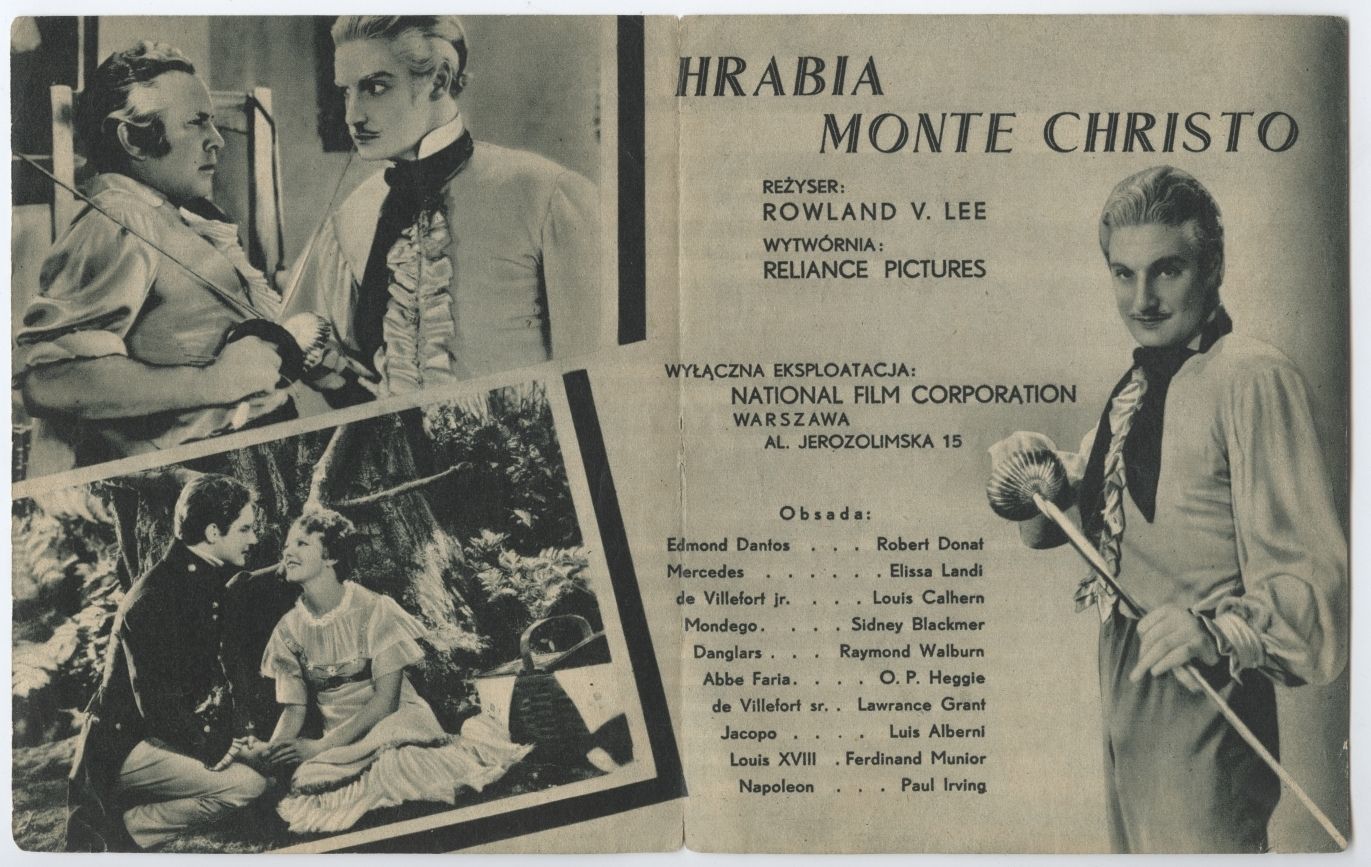 HRABIA
MONTE CHRISTO
REŻYSER:
ROWLAND V. LEE
WYTWÓRNIA:
RELIANCE PICTURES
WYŁĄCZNA EKSPLOATACJA:
NATIONAL FILM CORPORATION
WARSZAWA
AL. JEROZOLIMSKA 15
Obsada:
Edmond Dantos . . . Robert Donat
Mercedes . . . . . . Elissa Landi
de Villefort jr. . . . Louis Calhern
Mondego. . . . . Sidney Blackmer
Danglars . . . Raymond Walburn
Abbe Faria. . . . . O. P. Heggie
de Villefort sr. . Lawrance Grant
Jacopo . . . . Luis Alberni
Louis XVIII . Ferdinand Munior
Napoleon . . . Paul Irving